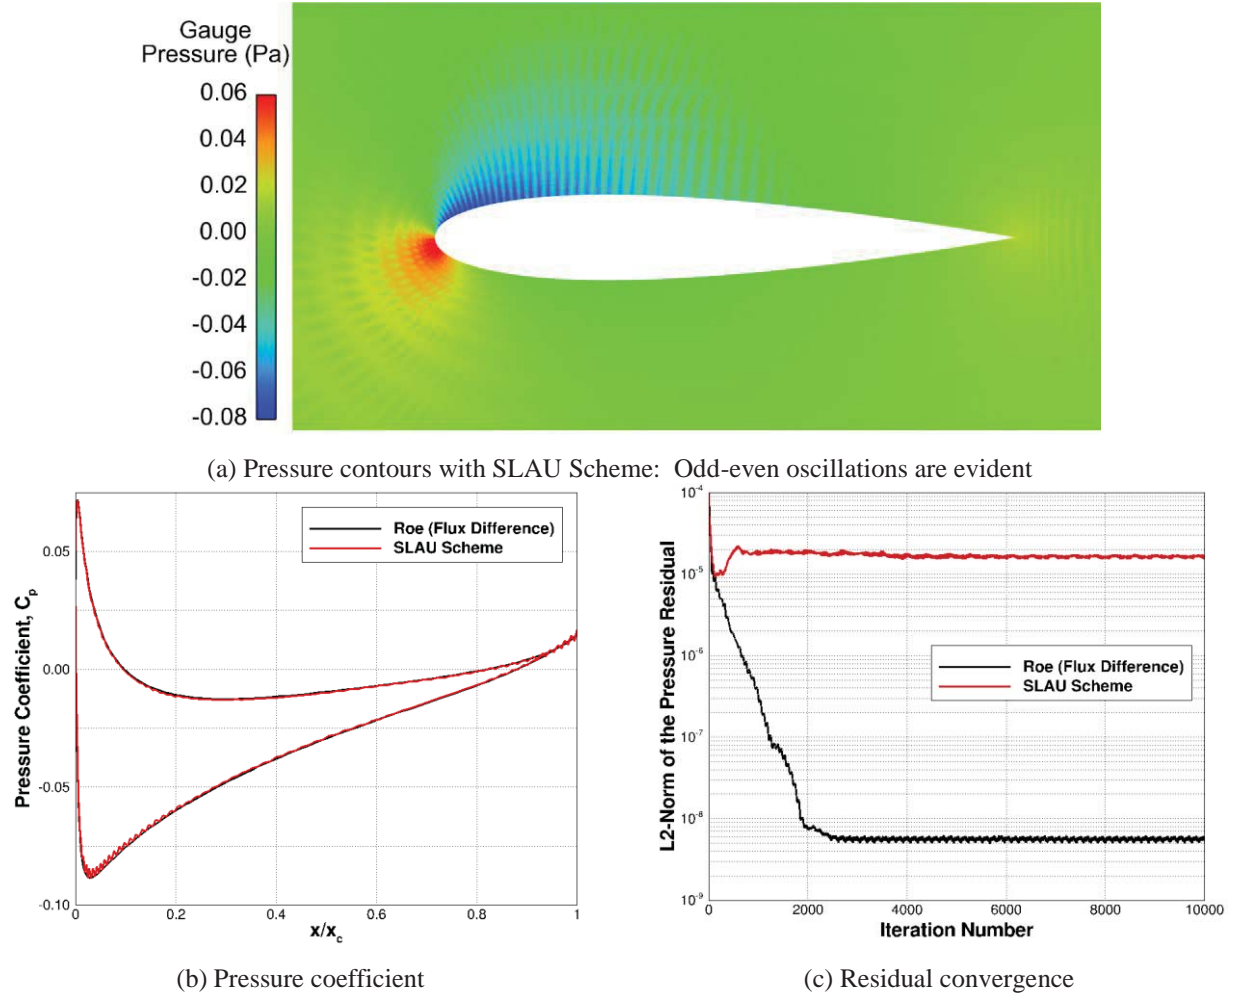 Gauge
Pressure (Pa)
0.06
0.04
0.02
0.00
-0.02
-0.04
-0.06
-0.08
(a) Pressure contours with SLAU Scheme: Odd-even oscillations are evident
Pressure Coefficient, Cp
0.05
0.00
-0.05
-0.10
Roe (Flux Difference)
SLAU Scheme
0
0.2
0.4
0.6
0.8
1
x/xc
(b) Pressure coefficient
L2-Norm of the Pressure Residual
10-4
10-5
10-6
10-7
10-8
10-9
Roe (Flux Difference)
SLAU Scheme
0
2000
4000
6000
8000
10000
Iteration Number
(c) Residual convergence